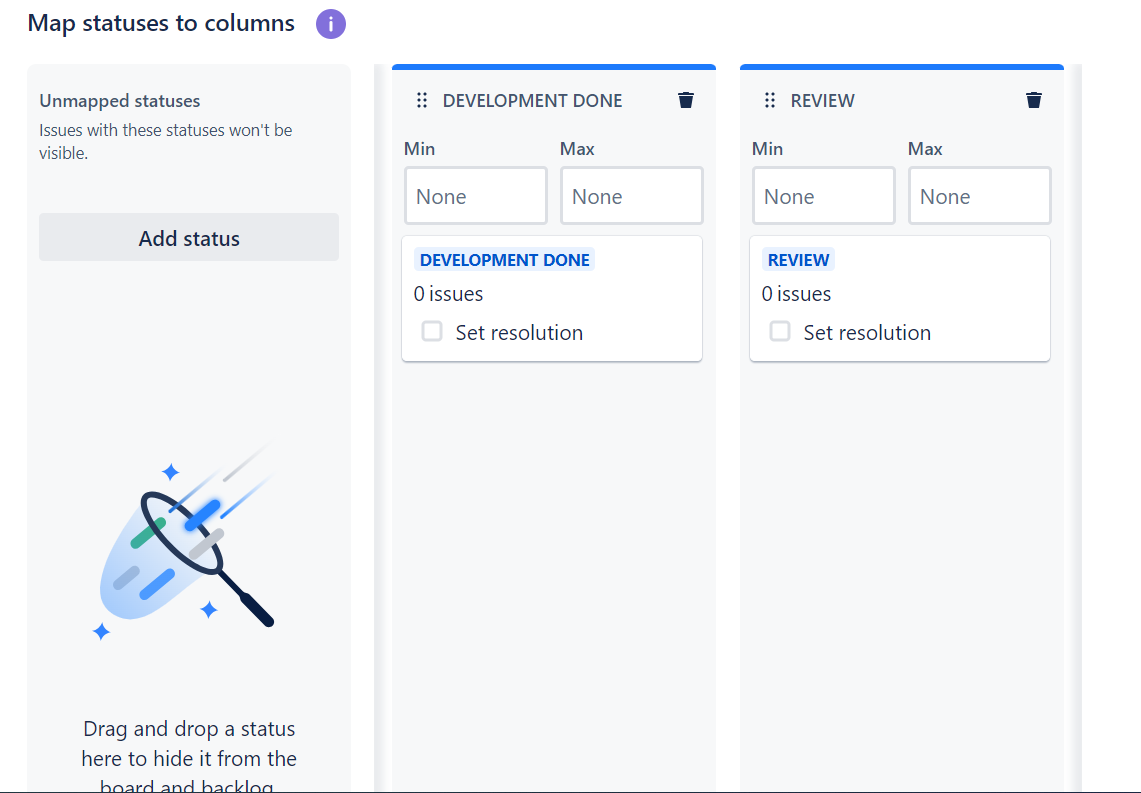 Map statuses to columns
i
Unmapped statuses
Issues with these statuses won't be
visible.
Add status
Drag and drop a status
here to hide it from the
board and backlog
DEVELOPMENT DONE
Min
Max
None
None
DEVELOPMENT DONE
0 issues
Set resolution
REVIEW
Min
Max
None
None
REVIEW
0 issues
Set resolution